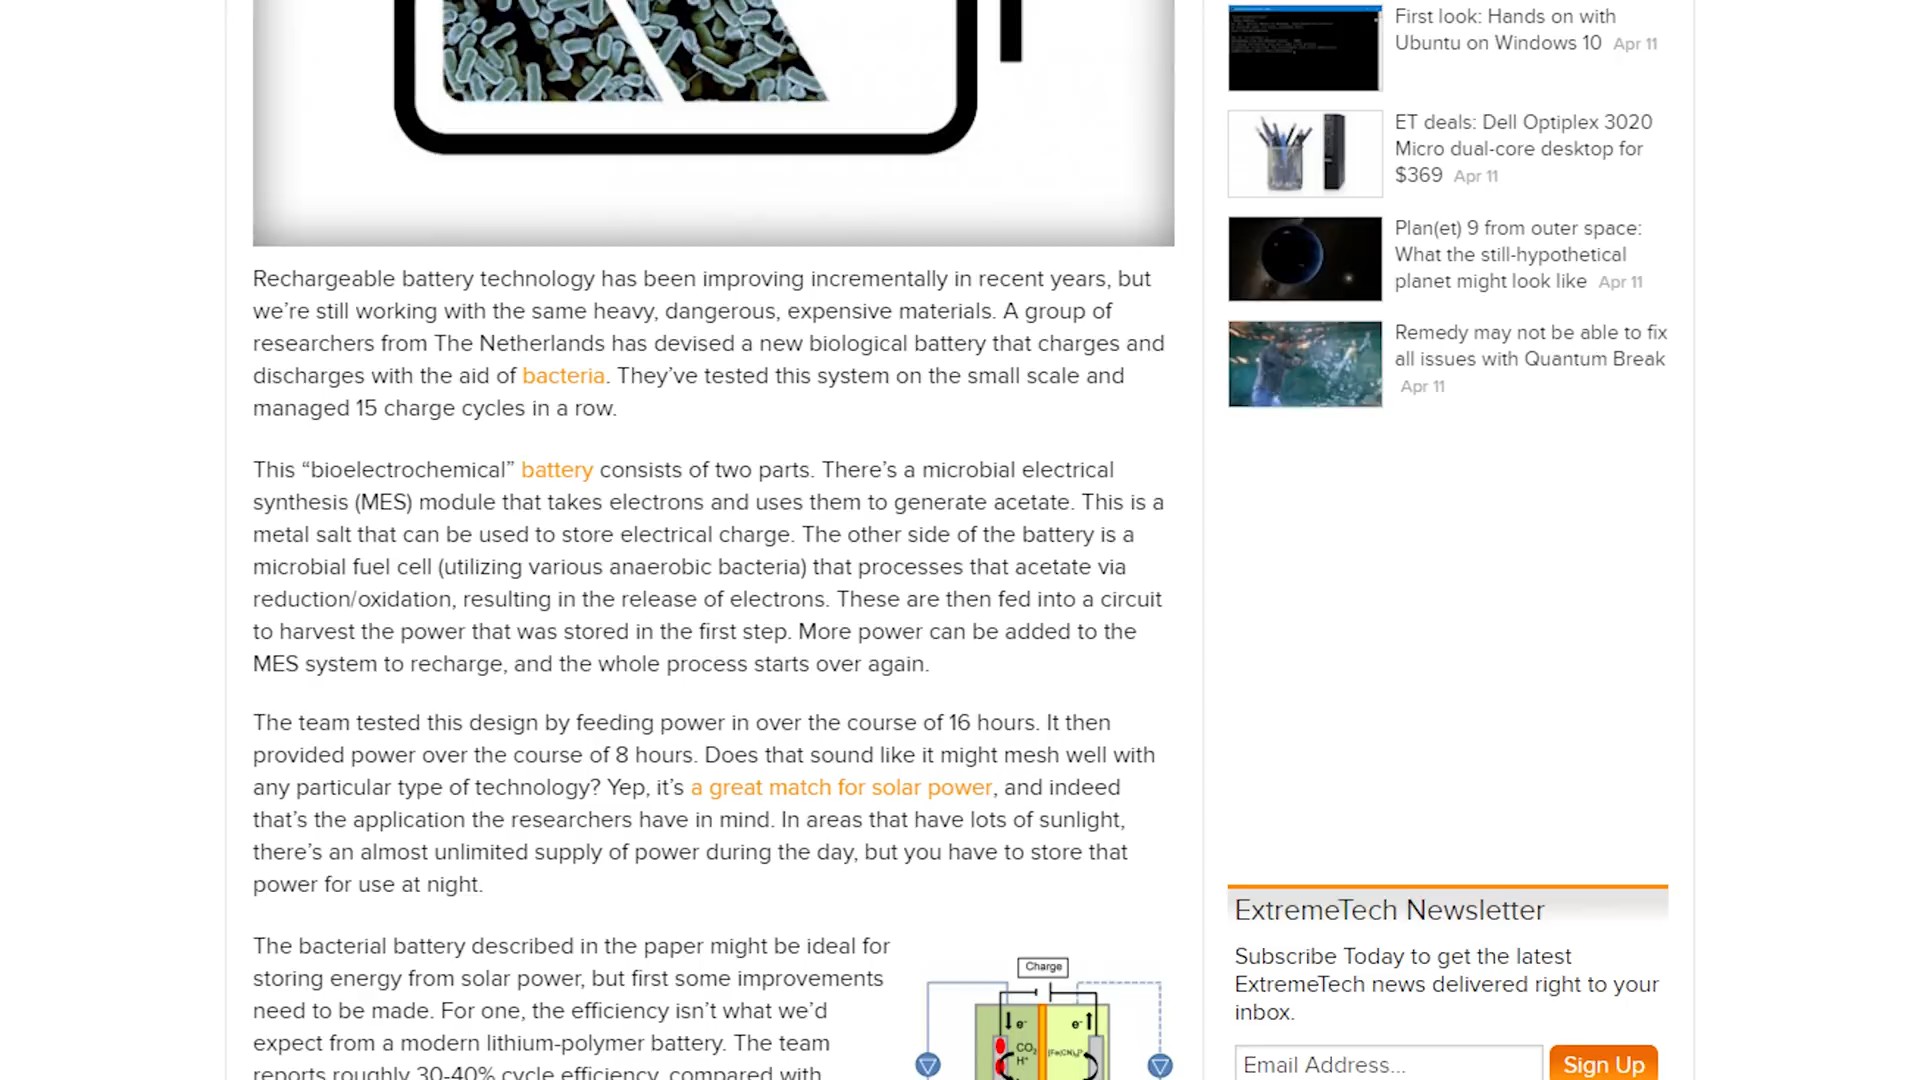 First look: Hands on with
Ubuntu on Windows 10 Apr 11
ET deals: Dell Optiplex 3020
Micro dual-core desktop for
$369 Apr 11
Plan(et) 9 from outer space:
What the still-hypothetical
planet might look like Apr 11
Remedy may not be able to fix
all issues with Quantum Break
Apr 11
Rechargeable battery technology has been improving incrementally in recent years, but
we’re still working with the same heavy, dangerous, expensive materials. A group of
researchers from The Netherlands has devised a new biological battery that charges and
discharges with the aid of bacteria. They’ve tested this system on the small scale and
managed 15 charge cycles in a row.
This “bioelectrochemical” battery consists of two parts. There’s a microbial electrical
synthesis (MES) module that takes electrons and uses them to generate acetate. This is a
metal salt that can be used to store electrical charge. The other side of the battery is a
microbial fuel cell (utilizing various anaerobic bacteria) that processes that acetate via
reduction/oxidation, resulting in the release of electrons. These are then fed into a circuit
to harvest the power that was stored in the first step. More power can be added to the
MES system to recharge, and the whole process starts over again.
The team tested this design by feeding power in over the course of 16 hours. It then
provided power over the course of 8 hours. Does that sound like it might mesh well with
any particular type of technology? Yep, it’s a great match for solar power, and indeed
that’s the application the researchers have in mind. In areas that have lots of sunlight,
there’s an almost unlimited supply of power during the day, but you have to store that
power for use at night.
The bacterial battery described in the paper might be ideal for
storing energy from solar power, but first some improvements
need to be made. For one, the efficiency isn’t what we’d
expect from a modern lithium-polymer battery. The team
reports roughly 30-40% cycle efficiency, compared with
Charge
e⁻
e⁻
CO₂
H⁺
ExtremeTech Newsletter
Subscribe Today to get the latest
ExtremeTech news delivered right to your
inbox.
Email Address...
Sign Up